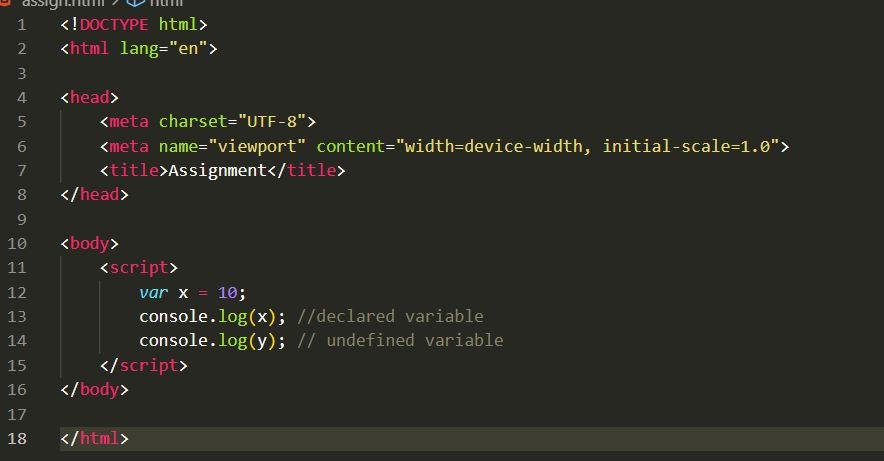 assign.html > html
1 <!DOCTYPE html>
2 <html lang="en">
3
4 <head>
5     <meta charset="UTF-8">
6     <meta name="viewport" content="width=device-width, initial-scale=1.0">
7     <title>Assignment</title>
8 </head>
9
10 <body>
11     <script>
12         var x = 10;
13         console.log(x); //declared variable
14         console.log(y); // undefined variable
15     </script>
16 </body>
17
18 </html>